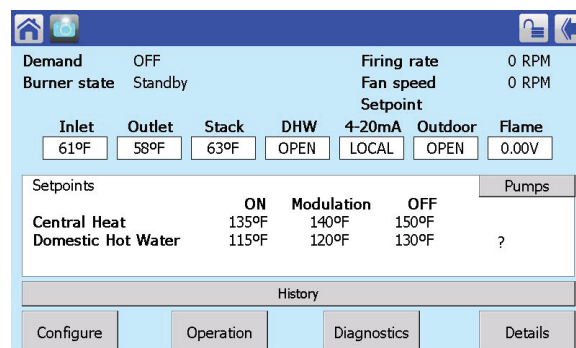 Demand OFF Firing rate 0 RPM
Burner state Standby Fan speed 0 RPM
Setpoint
Inlet Outlet Stack DHW 4-20mA Outdoor Flame
61ºF 58ºF 63ºF OPEN LOCAL OPEN 0.00V
Setpoints Pumps
ON Modulation OFF
Central Heat 135ºF 140ºF 150ºF
Domestic Hot Water 115ºF 120ºF 130ºF ?
History
Configure Operation Diagnostics Details